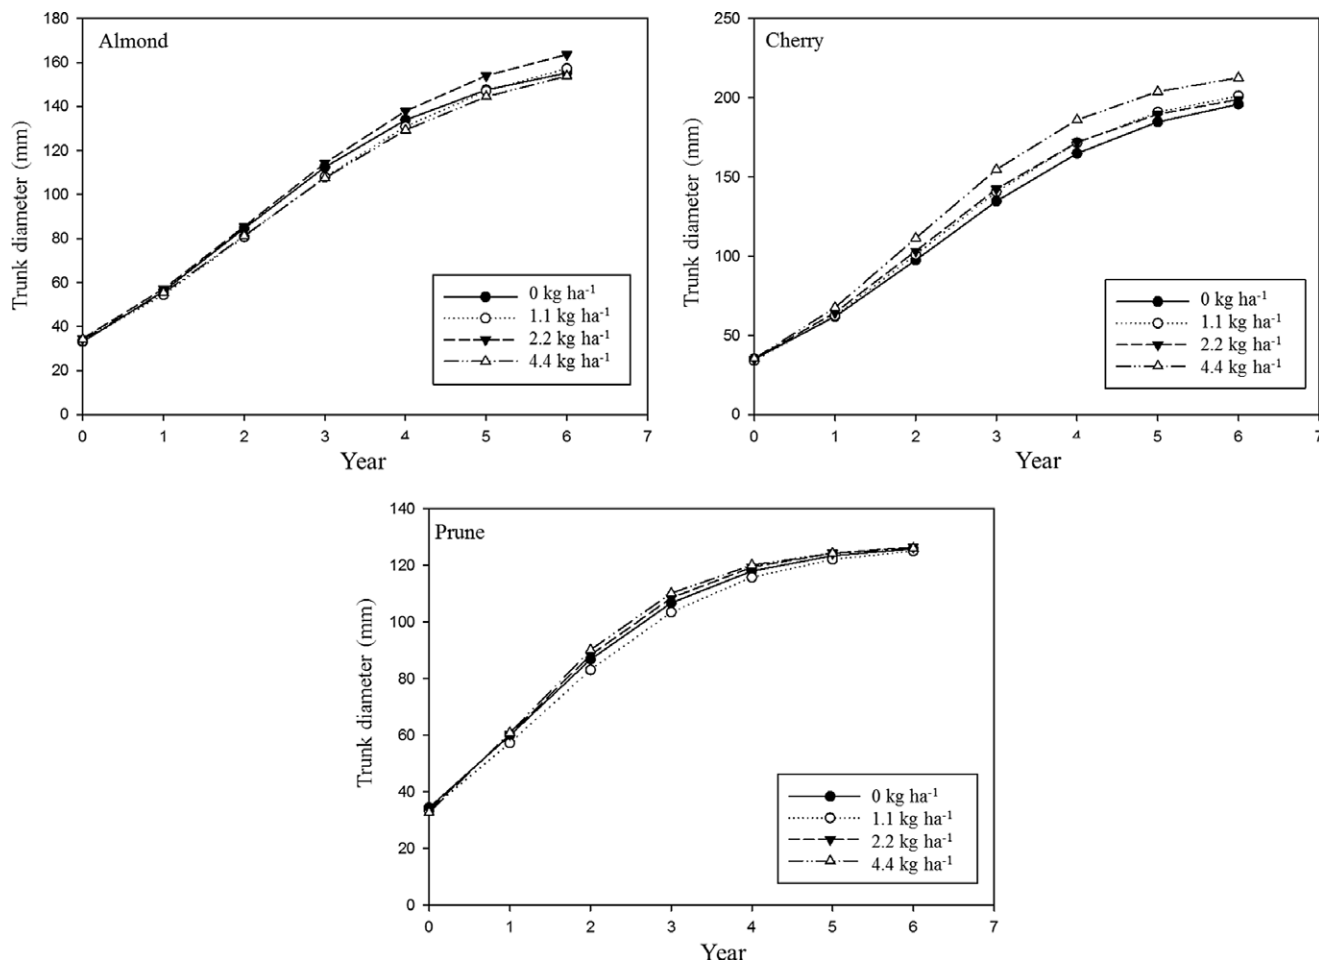 Almond
Trunk diameter (mm)
180
160
140
120
100
80
60
40
20
0
0 1 2 3 4 5 6 7
Year
0 kg ha⁻¹
1.1 kg ha⁻¹
2.2 kg ha⁻¹
4.4 kg ha⁻¹
Cherry
Trunk diameter (mm)
250
200
150
100
50
0
0 1 2 3 4 5 6 7
Year
0 kg ha⁻¹
1.1 kg ha⁻¹
2.2 kg ha⁻¹
4.4 kg ha⁻¹
Prune
Trunk diameter (mm)
140
120
100
80
60
40
20
0
0 1 2 3 4 5 6 7
Year
0 kg ha⁻¹
1.1 kg ha⁻¹
2.2 kg ha⁻¹
4.4 kg ha⁻¹